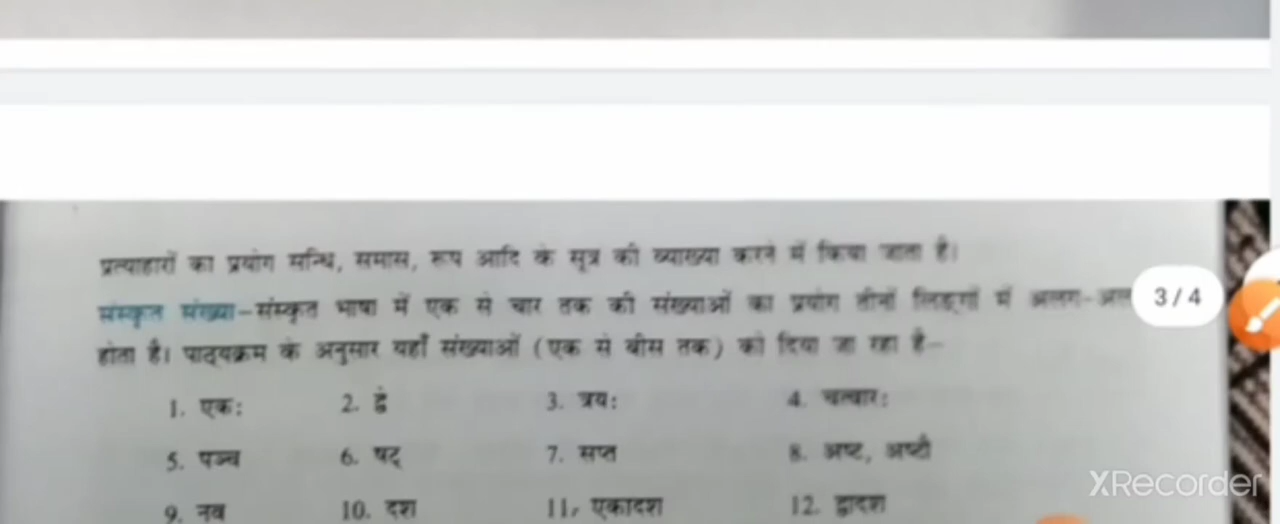 प्रत्याहारों का प्रयोग सन्धि, समास, रूप आदि के सूत्र की व्याख्या करने में किया जाता है।
संस्कृत संख्या-संस्कृत भाषा में एक से चार तक की संख्याओं का प्रयोग तीनों लिङ्गों में अलग-अल
3/4
होता है। पाठ्यक्रम के अनुसार यहाँ संख्याओं (एक से बीस तक) को दिया जा रहा है-
1. एकः 2. द्वे 3. त्रयः 4. चत्वारः
5. पञ्च 6. षट् 7. सप्त 8. अष्ट, अष्टौ
9. नव 10. दश 11. एकादश 12. द्वादश
XRecorder